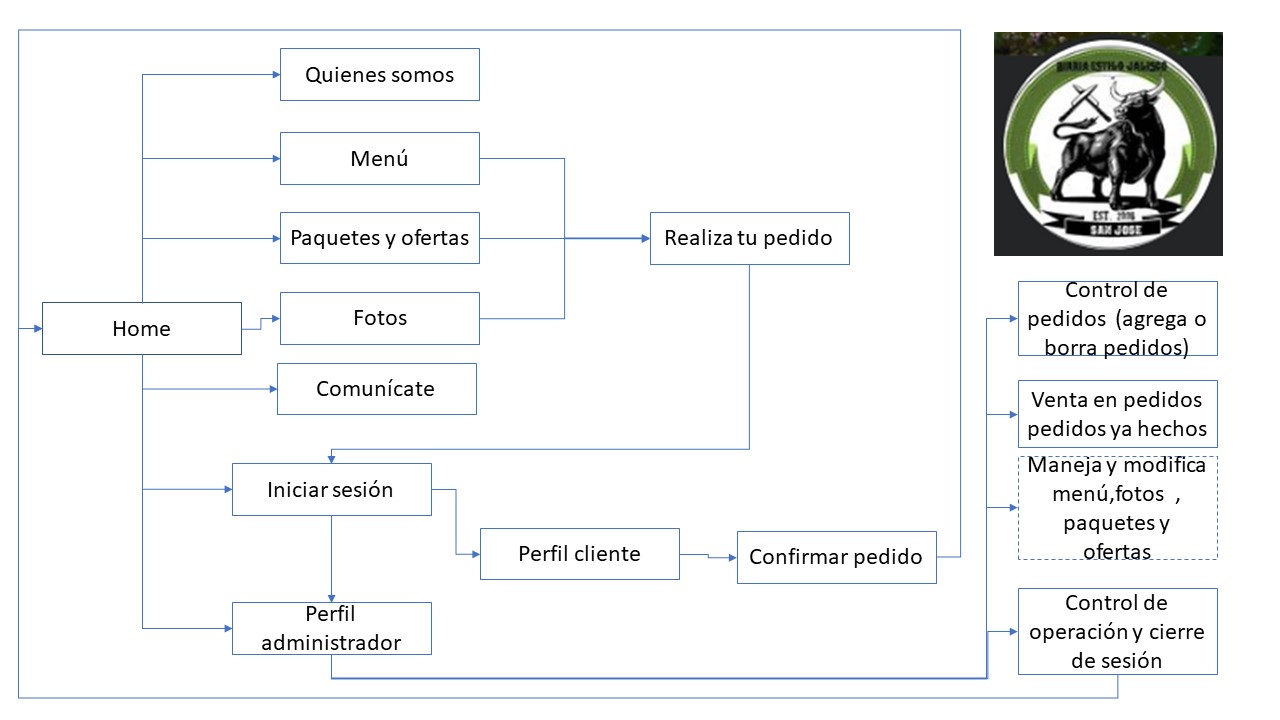 Quienes somos
Menú
Paquetes y ofertas
Realiza tu pedido
Fotos
Home
Comunícate
Iniciar sesión
Perfil cliente
Confirmar pedido
Perfil
administrador
BIRRIA ESTILO JALISCO
EST. 2016
SAN JOSE
Control de
pedidos (agrega o
borra pedidos)
Venta en pedidos
pedidos ya hechos
Maneja y modifica
menú,fotos ,
paquetes y
ofertas
Control de
operación y cierre
de sesión